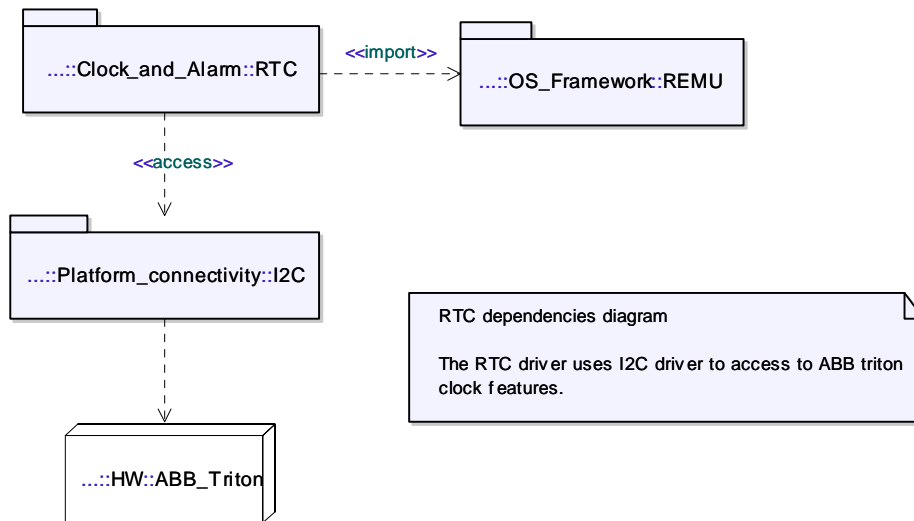 ...::Clock_and_Alarm::RTC
<<import>>
...::OS_Framework::REMU
<<access>>
...::Platform_connectivity::I2C
RTC dependencies diagram
The RTC driver uses I2C driver to access to ABB triton
clock features.
...::HW::ABB_Triton